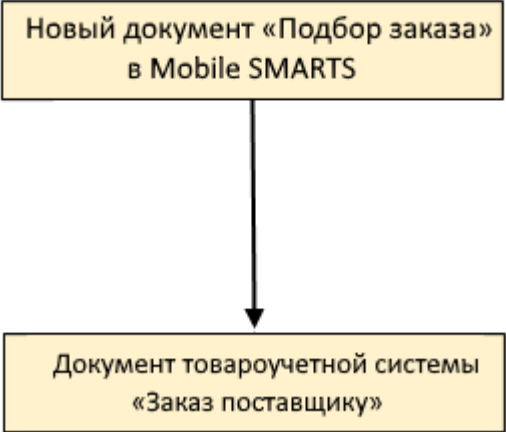 Новый документ «Подбор заказа»
в Mobile SMARTS
Документ товароучетной системы
«Заказ поставщику»